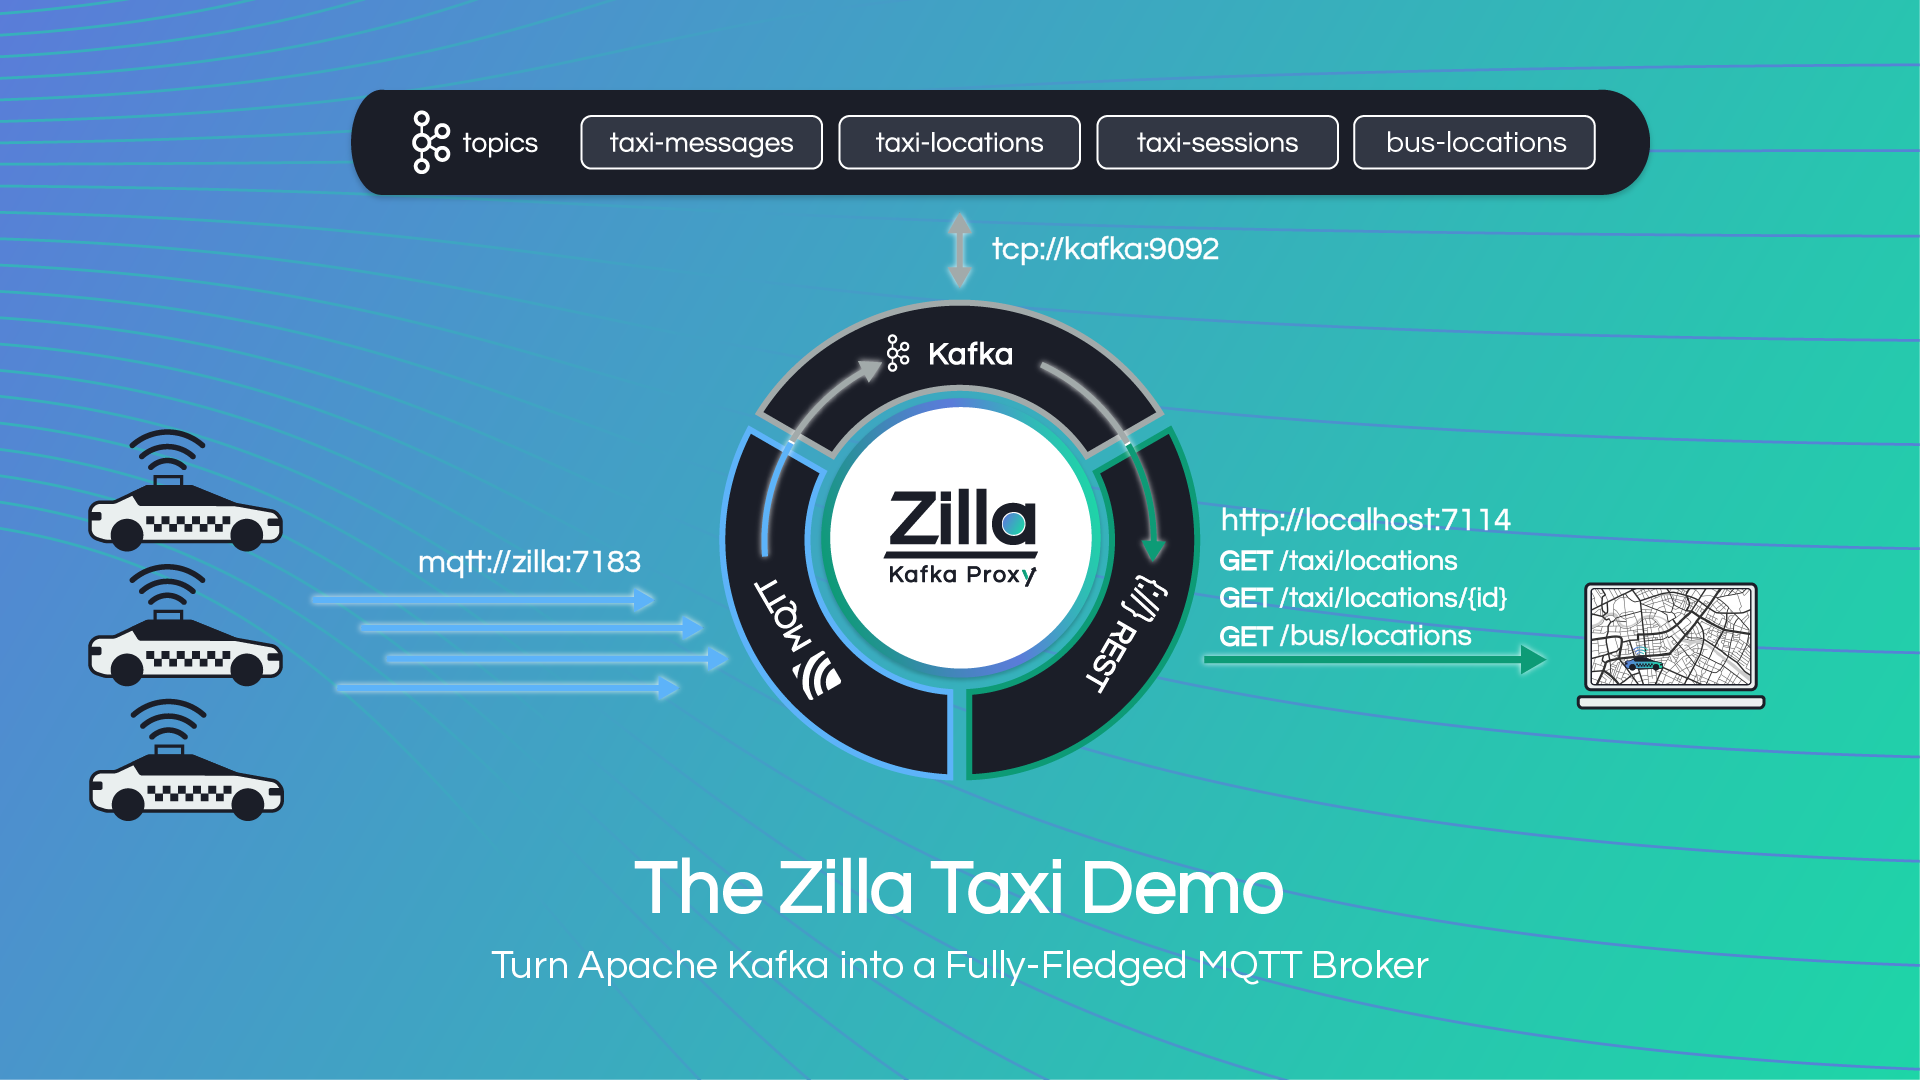 topics
taxi-messages
taxi-locations
taxi-sessions
bus-locations
tcp://kafka:9092
Kafka
Zilla
Kafka Proxy
MQTT
{://} REST
mqtt://zilla:7183
http://localhost:7114
GET /taxi/locations
GET /taxi/locations/{id}
GET /bus/locations
The Zilla Taxi Demo
Turn Apache Kafka into a Fully-Fledged MQTT Broker